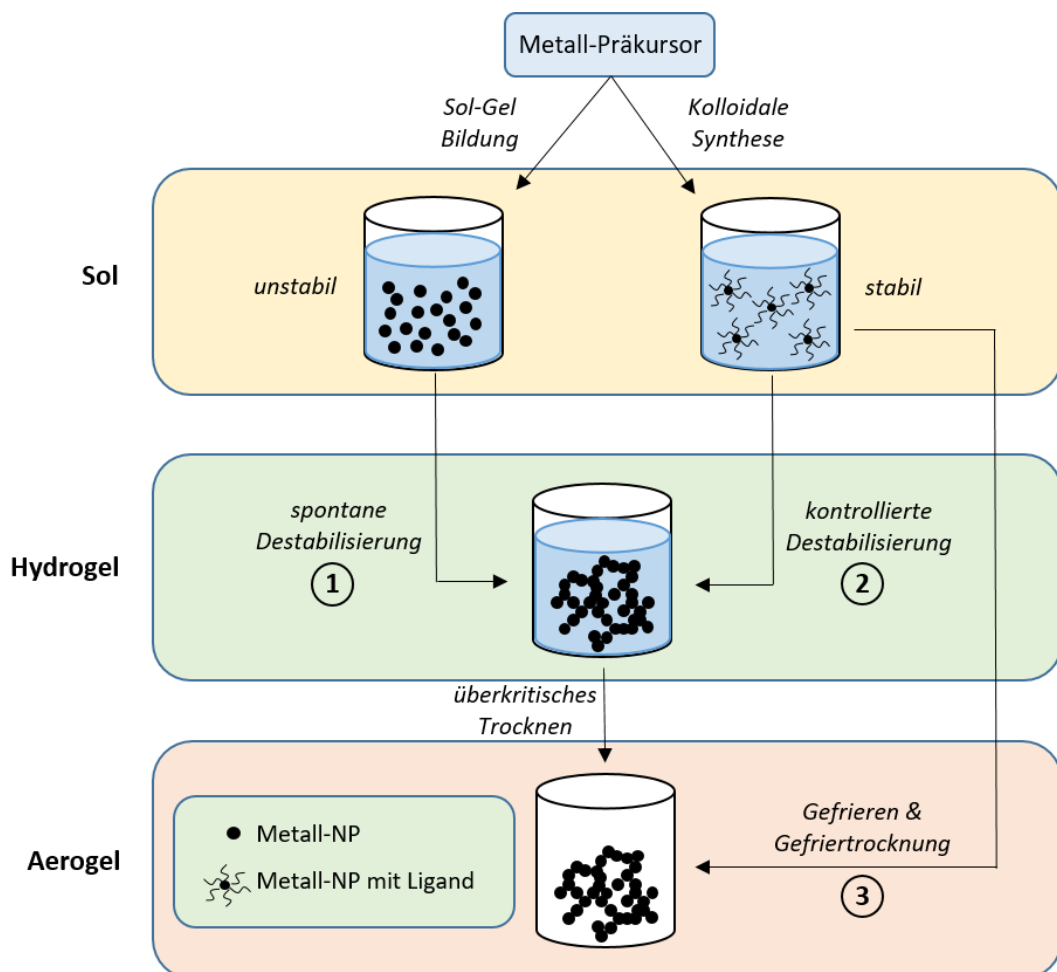 Metall-Präkursor
Sol-Gel
Bildung
Kolloidale
Synthese
Sol
unstabil
stabil
Hydrogel
spontane
Destabilisierung
1
kontrollierte
Destabilisierung
2
überkritisches
Trocknen
Aerogel
Metall-NP
Metall-NP mit Ligand
Gefrieren &
Gefriertrocknung
3